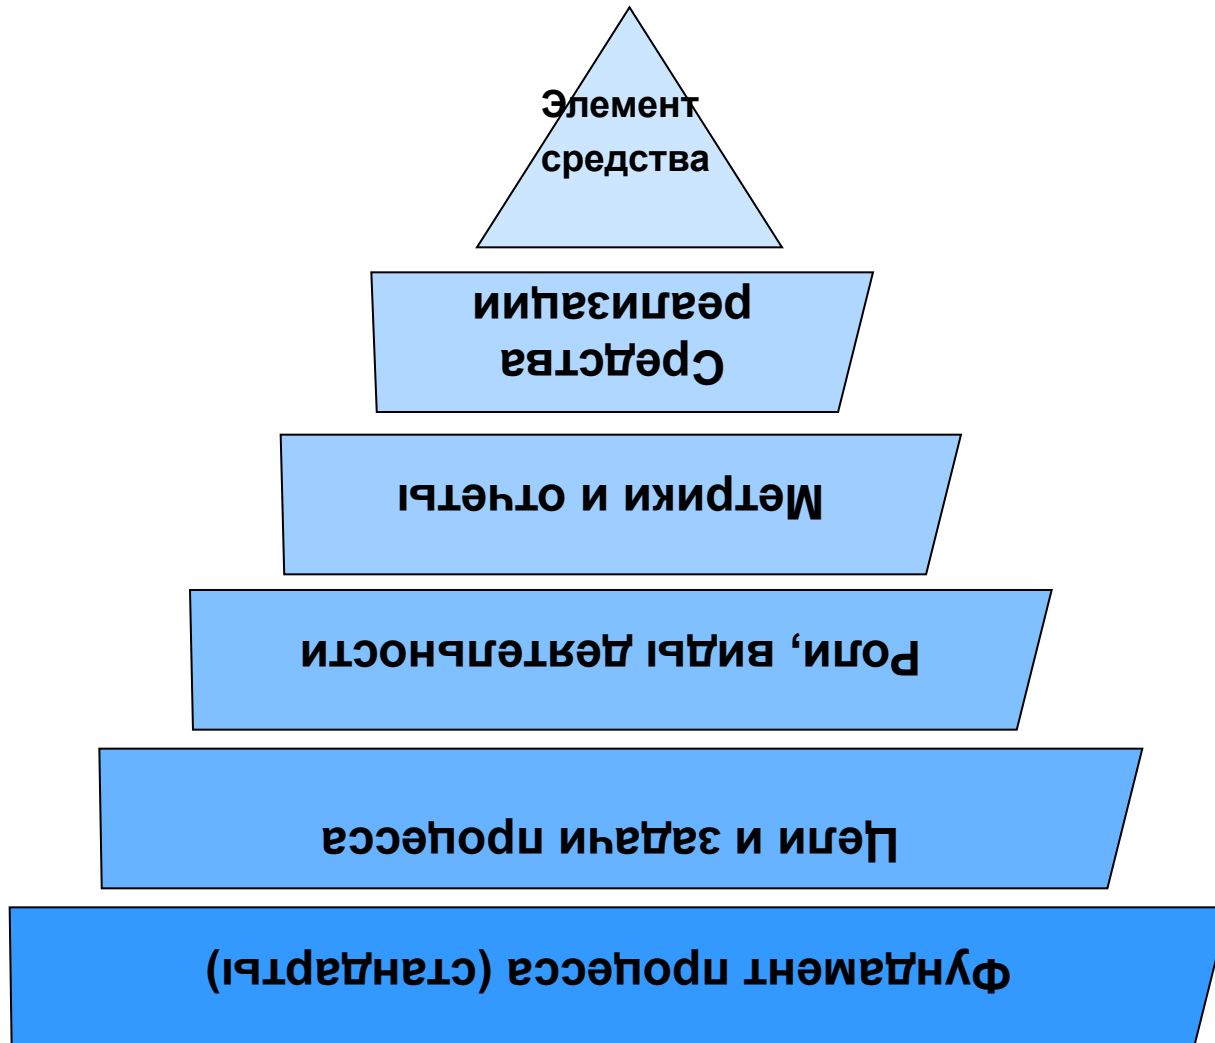 Элемент
средства
Средства
реализации
Метрики и отчеты
Роли, виды деятельности
Цели и задачи процесса
Фундамент процесса (стандарты)